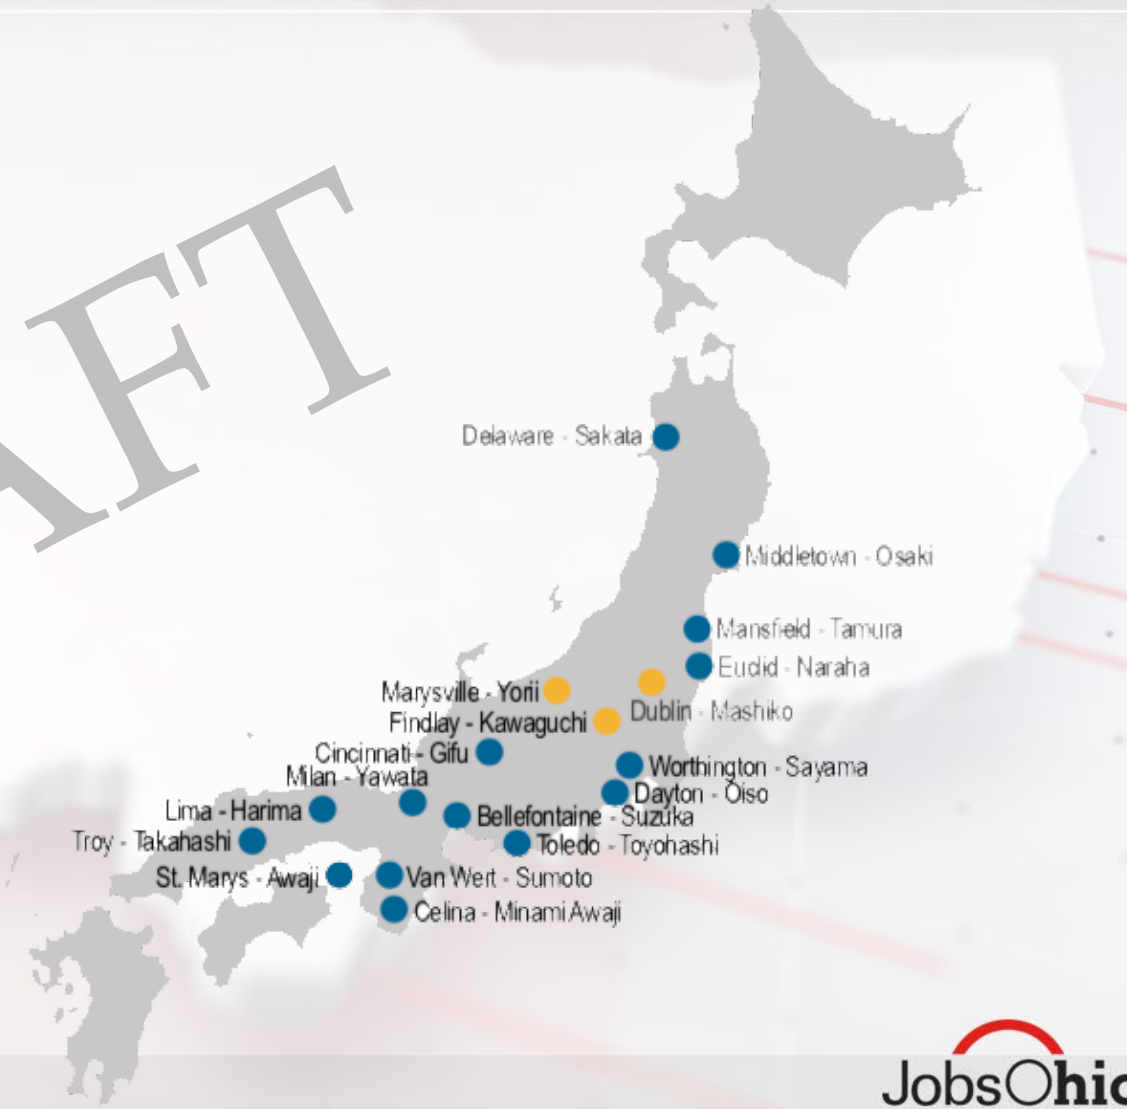 AFT
Delaware - Sakata
Middletown - Osaki
Mansfield - Tamura
Euclid - Naraha
Marysville - Yorii
Dublin - Mashiko
Findlay - Kawaguchi
Cincinnati - Gifu
Worthington - Sayama
Milan - Yawata
Dayton - Oiso
Lima - Harima
Bellefontaine - Suzuka
Troy - Takahashi
Toledo - Toyohashi
St. Marys - Awaji
Van Wert - Sumoto
Celina - Minami Awaji
JobsOhio